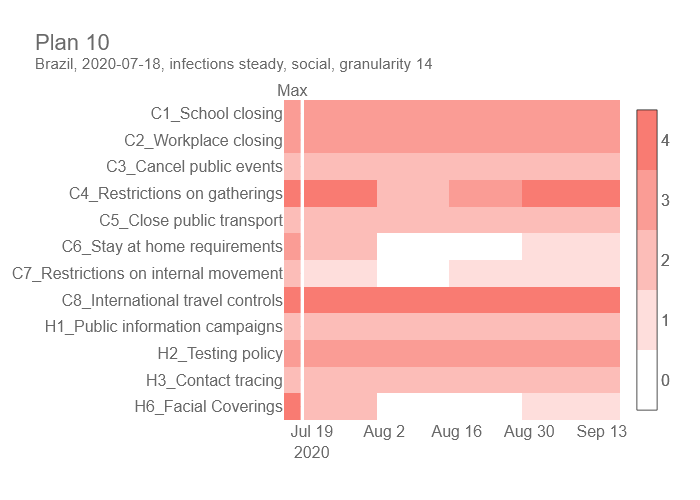 Plan 10
Brazil, 2020-07-18, infections steady, social, granularity 14
Max
C1_School closing
C2_Workplace closing
C3_Cancel public events
C4_Restrictions on gatherings
C5_Close public transport
C6_Stay at home requirements
C7_Restrictions on internal movement
C8_International travel controls
H1_Public information campaigns
H2_Testing policy
H3_Contact tracing
H6_Facial Coverings
Jul 19 Aug 2 Aug 16 Aug 30 Sep 13
2020
4
3
2
1
0